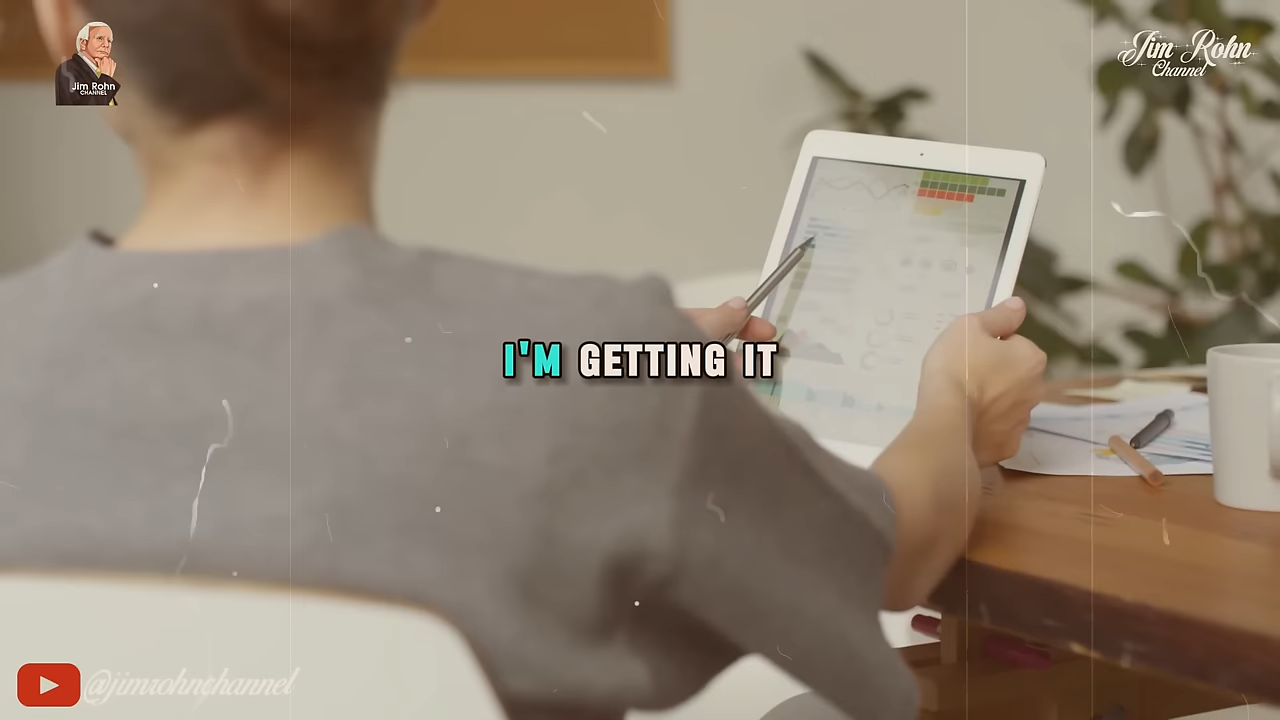 Jim Rohn
CHANNEL
Jim Rohn
Channel
I'M GETTING IT
@jimrohnchannel